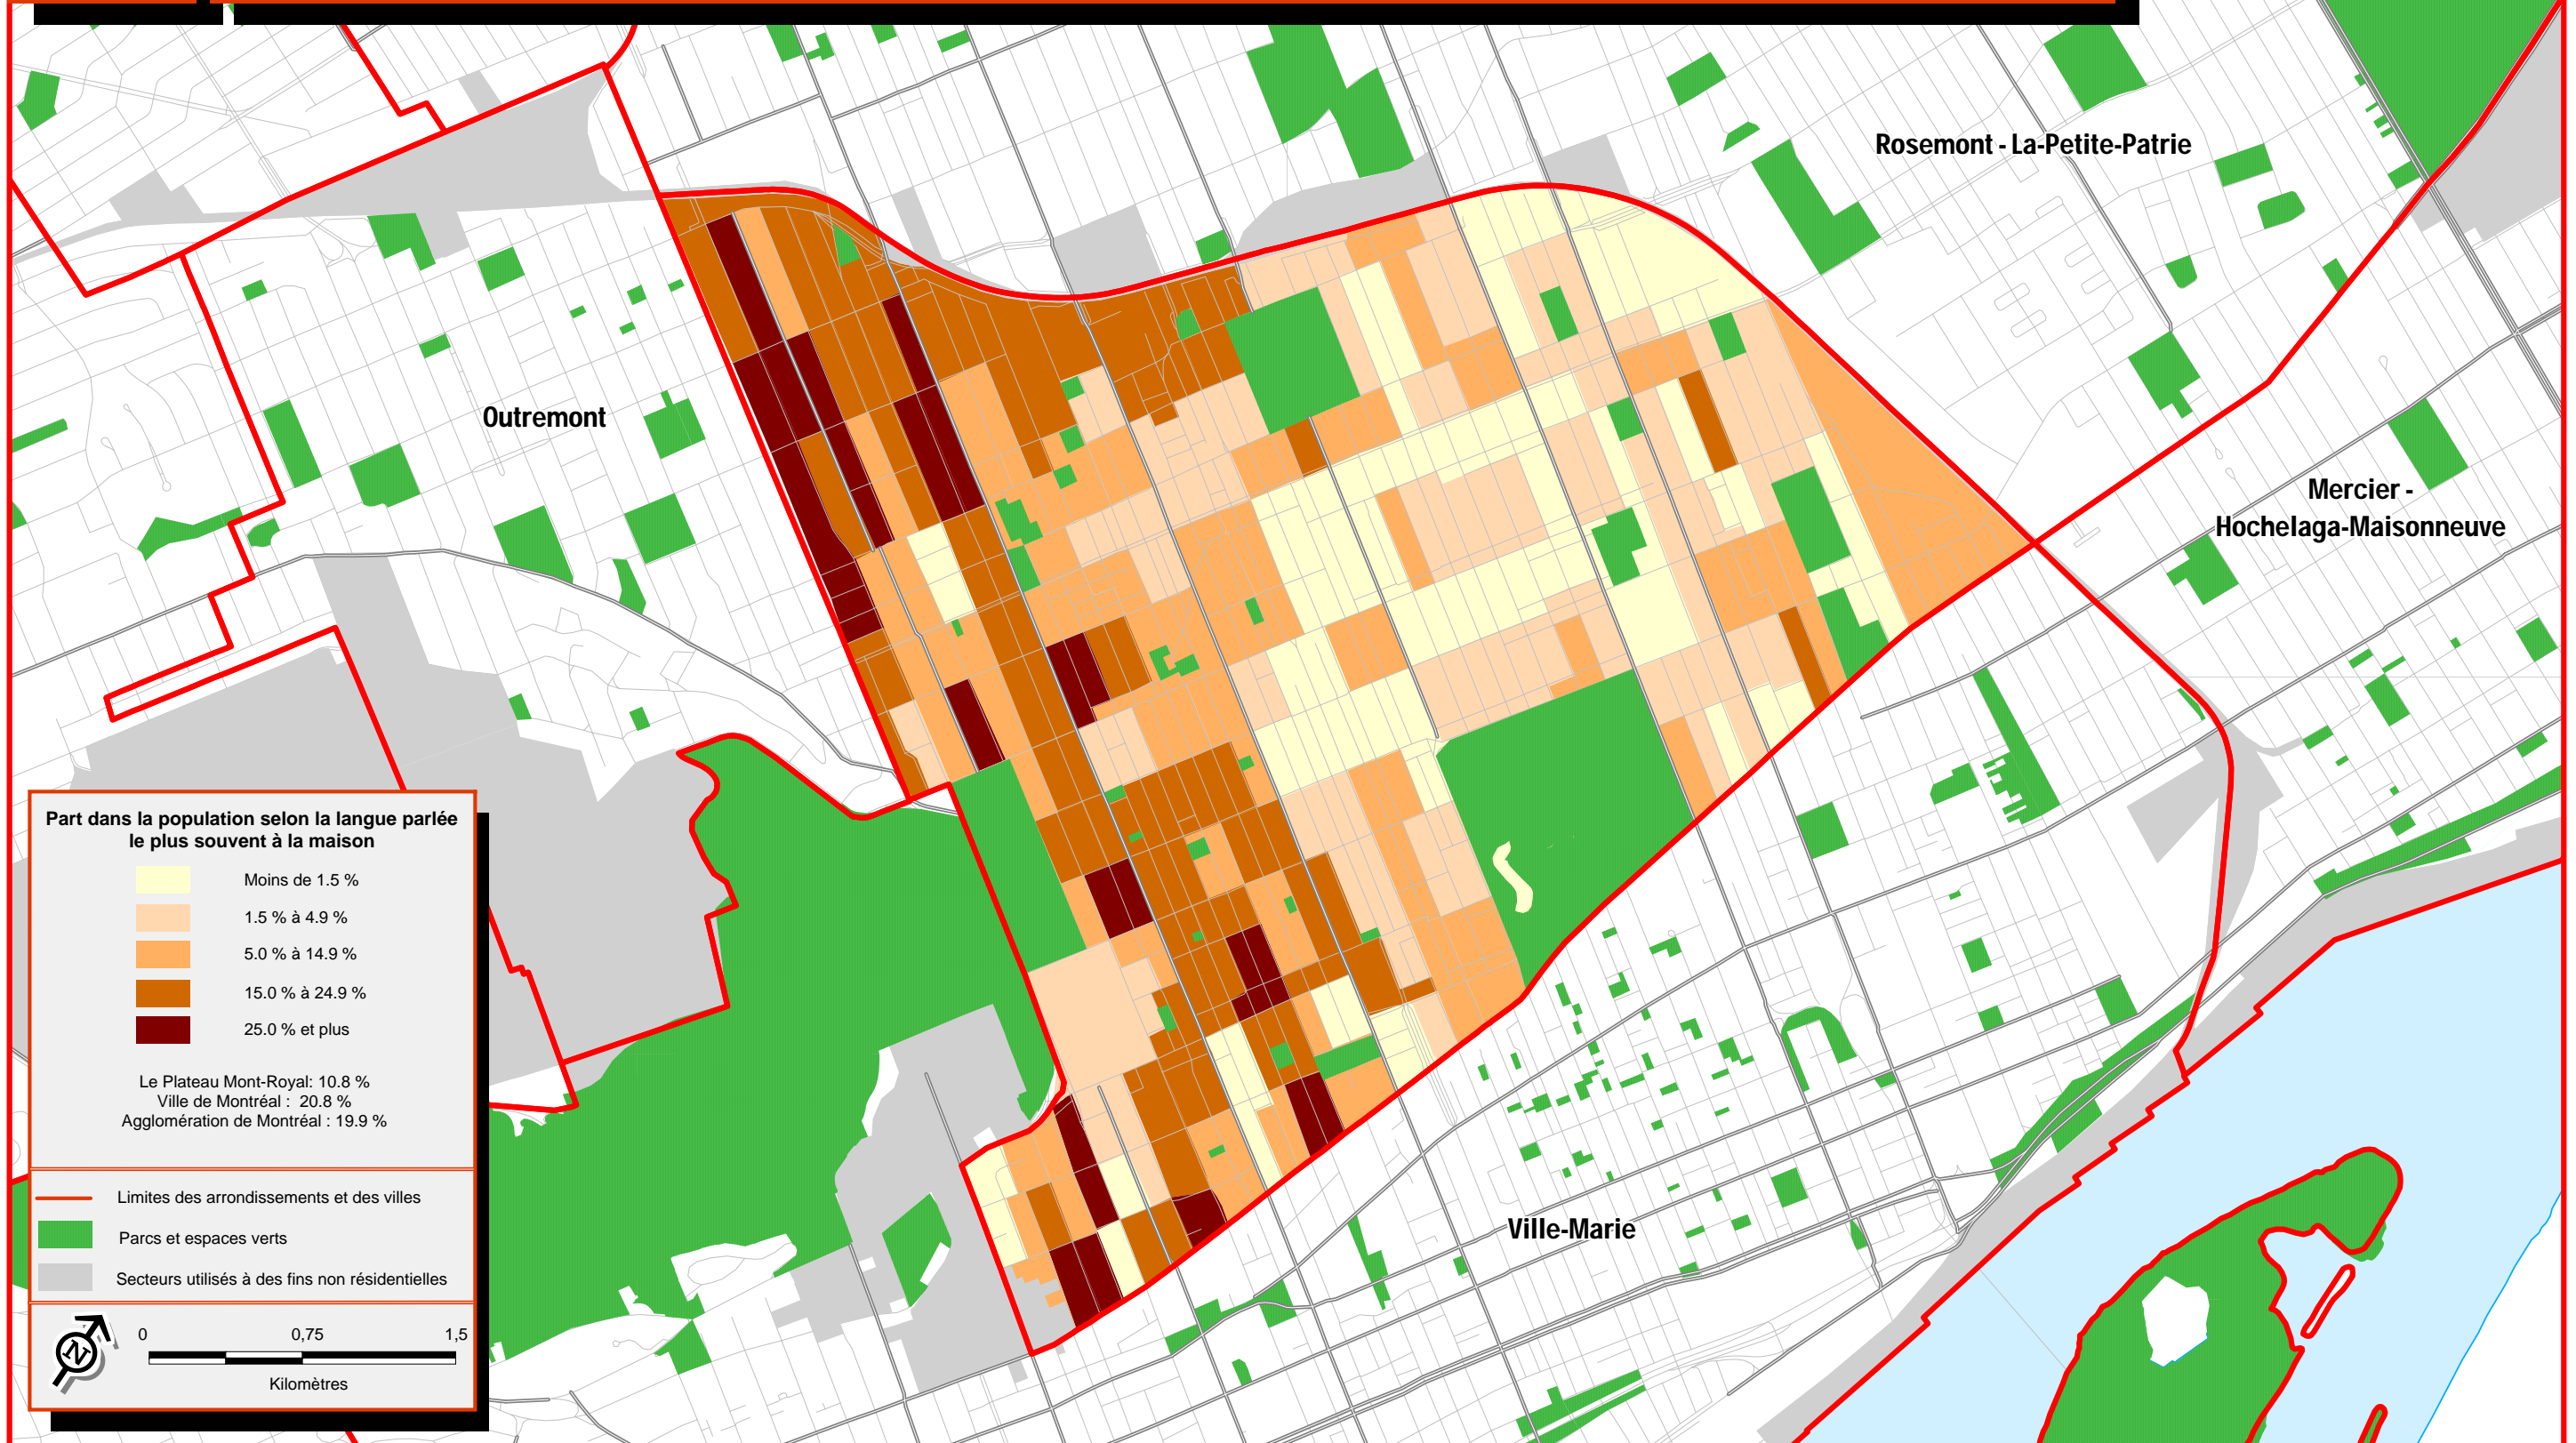 Rosemont - La-Petite-Patrie
Outremont
Mercier -
Hochelaga-Maisonneuve
Ville-Marie
Part dans la population selon la langue parlée
le plus souvent à la maison
Moins de 1.5 %
1.5 % à 4.9 %
5.0 % à 14.9 %
15.0 % à 24.9 %
25.0 % et plus
Le Plateau Mont-Royal: 10.8 %
Ville de Montréal : 20.8 %
Agglomération de Montréal : 19.9 %
Limites des arrondissements et des villes
Parcs et espaces verts
Secteurs utilisés à des fins non résidentielles
N
0 0,75 1,5
Kilomètres